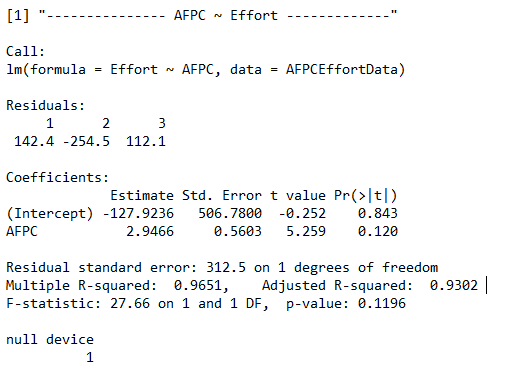 [1] "--------------- AFPC ~ Effort -------------"
Call:
lm(formula = Effort ~ AFPC, data = AFPCEffortData)
Residuals:
1 2 3
142.4 -254.5 112.1
Coefficients:
Estimate Std. Error t value Pr(>|t|)
(Intercept) -127.9236 506.7800 -0.252 0.843
AFPC 2.9466 0.5603 5.259 0.120
Residual standard error: 312.5 on 1 degrees of freedom
Multiple R-squared: 0.9651, Adjusted R-squared: 0.9302
F-statistic: 27.66 on 1 and 1 DF, p-value: 0.1196
null device
1